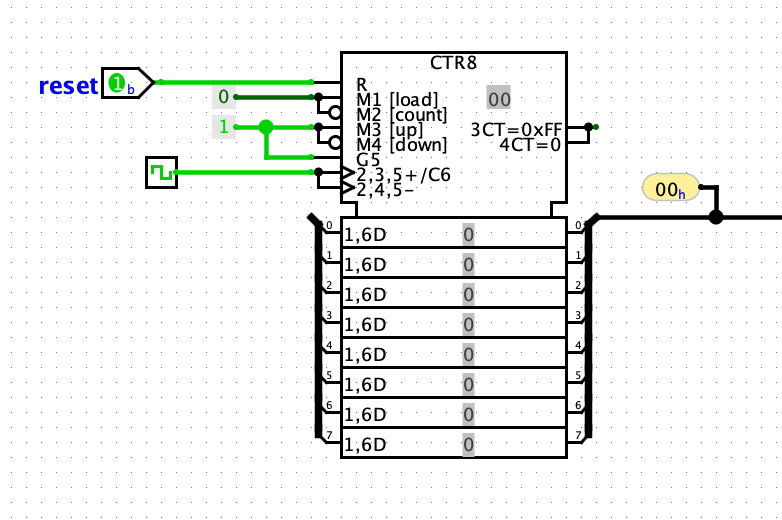 CTR8
reset 1 b
R
0 M1 [load] 00
M2 [count]
1 M3 [up] 3CT=0xFF
M4 [down] 4CT=0
G5
2,3,5+/C6
2,4,5-
00h
0 1,6D 0 0
1 1,6D 0 1
2 1,6D 0 2
3 1,6D 0 3
4 1,6D 0 4
5 1,6D 0 5
6 1,6D 0 6
7 1,6D 0 7